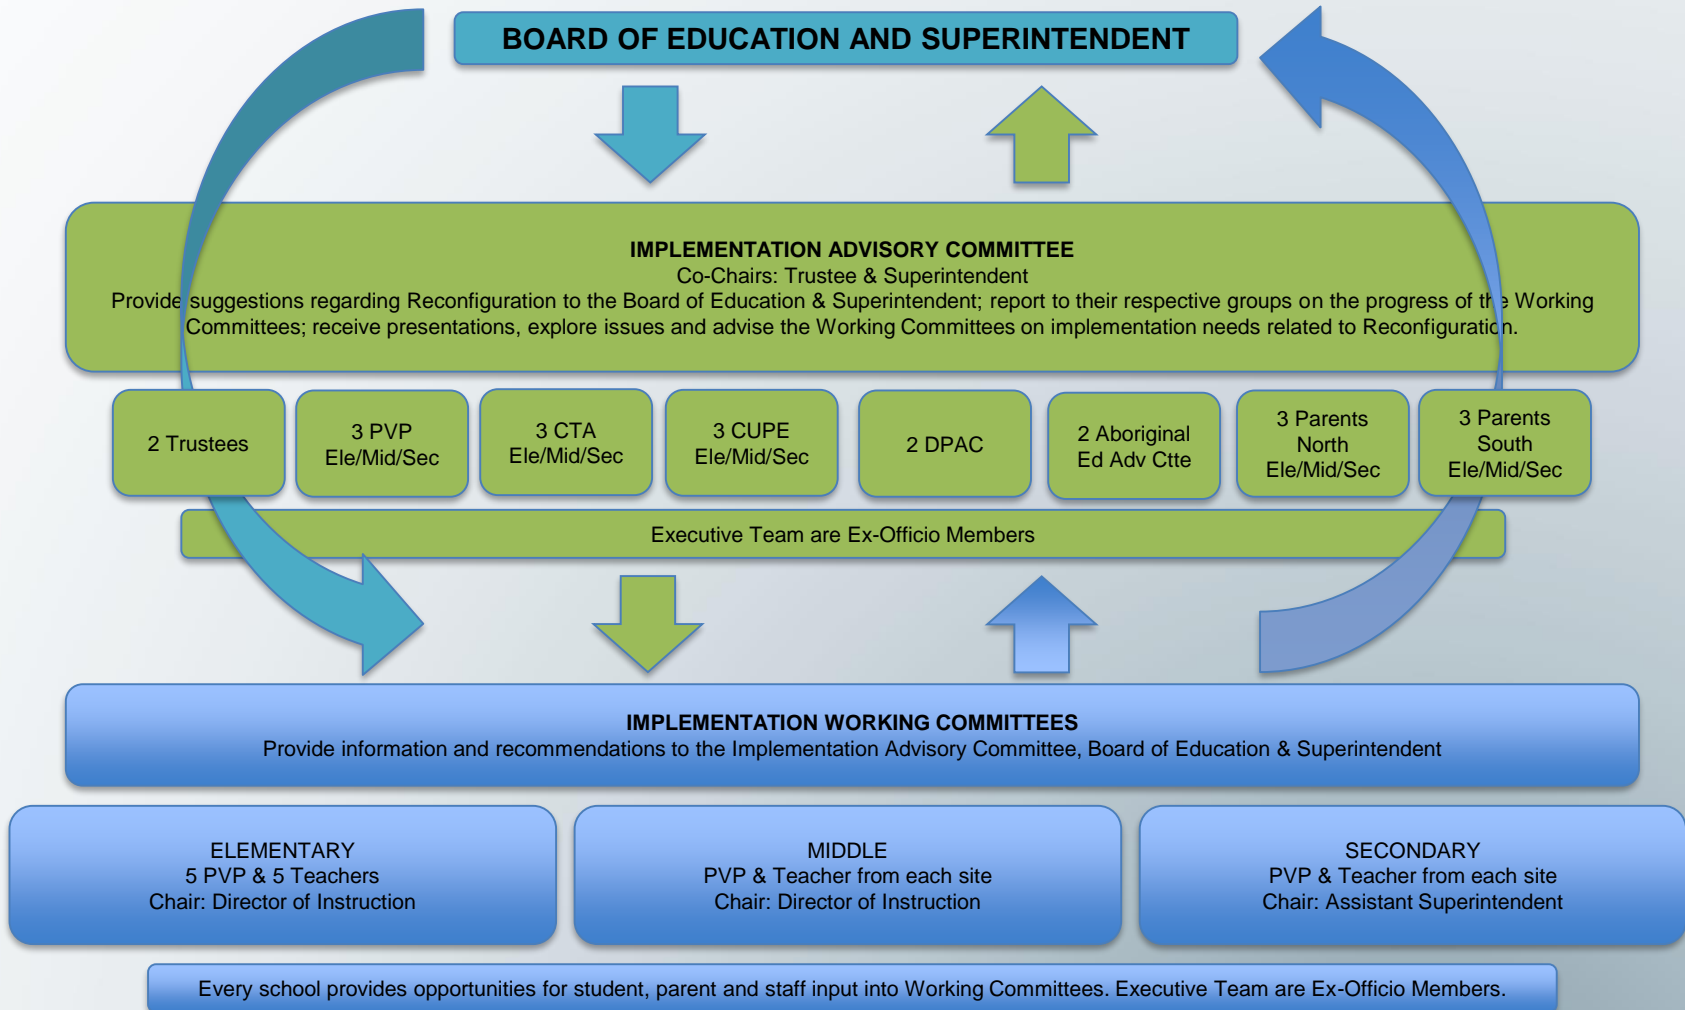 BOARD OF EDUCATION AND SUPERINTENDENT
IMPLEMENTATION ADVISORY COMMITTEE
Co-Chairs: Trustee & Superintendent
Provide suggestions regarding Reconfiguration to the Board of Education & Superintendent; report to their respective groups on the progress of the Working
Committees; receive presentations, explore issues and advise the Working Committees on implementation needs related to Reconfiguration.
2 Trustees
3 PVP
Ele/Mid/Sec
3 CTA
Ele/Mid/Sec
3 CUPE
Ele/Mid/Sec
2 DPAC
2 Aboriginal
Ed Adv Ctte
3 Parents
North
Ele/Mid/Sec
3 Parents
South
Ele/Mid/Sec
Executive Team are Ex-Officio Members
IMPLEMENTATION WORKING COMMITTEES
Provide information and recommendations to the Implementation Advisory Committee, Board of Education & Superintendent
ELEMENTARY
5 PVP & 5 Teachers
Chair: Director of Instruction
MIDDLE
PVP & Teacher from each site
Chair: Director of Instruction
SECONDARY
PVP & Teacher from each site
Chair: Assistant Superintendent
Every school provides opportunities for student, parent and staff input into Working Committees. Executive Team are Ex-Officio Members.